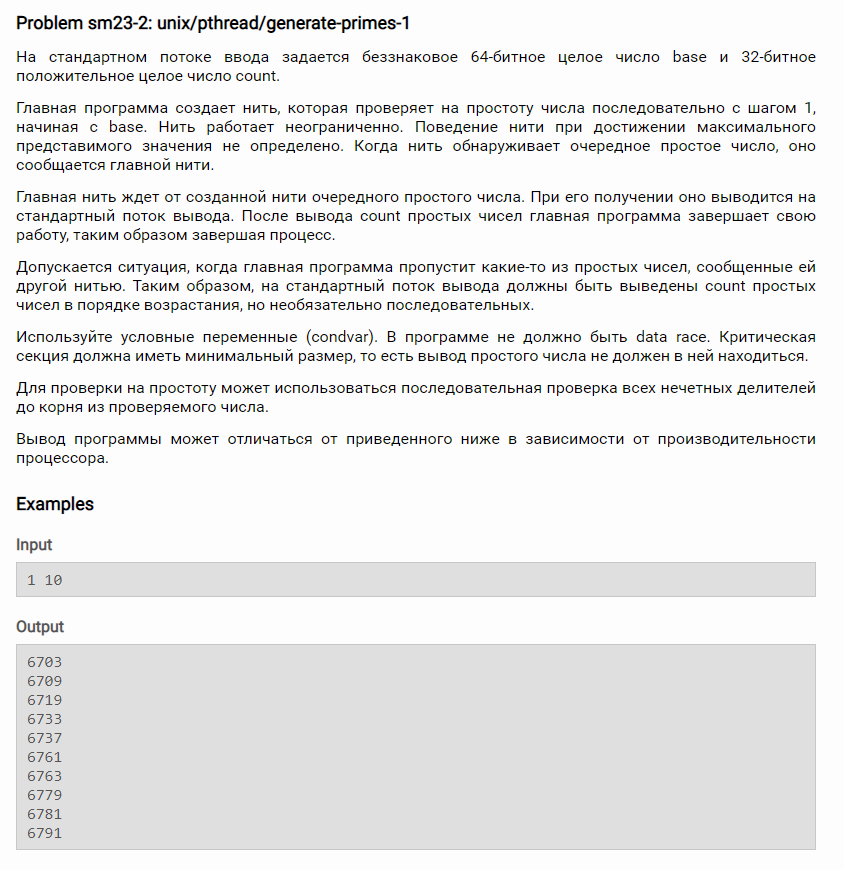 Problem sm23-2: unix/pthread/generate-primes-1
На стандартном потоке ввода задается беззнаковое 64-битное целое число base и 32-битное
положительное целое число count.
Главная программа создает нить, которая проверяет на простоту числа последовательно с шагом 1,
начиная с base. Нить работает неограниченно. Поведение нити при достижении максимального
представимого значения не определено. Когда нить обнаруживает очередное простое число, оно
сообщается главной нити.
Главная нить ждет от созданной нити очередного простого числа. При его получении оно выводится на
стандартный поток вывода. После вывода count простых чисел главная программа завершает свою
работу, таким образом завершая процесс.
Допускается ситуация, когда главная программа пропустит какие-то из простых чисел, сообщенные ей
другой нитью. Таким образом, на стандартный поток вывода должны быть выведены count простых
чисел в порядке возрастания, но необязательно последовательных.
Используйте условные переменные (condvar). В программе не должно быть data race. Критическая
секция должна иметь минимальный размер, то есть вывод простого числа не должен в ней находиться.
Для проверки на простоту может использоваться последовательная проверка всех нечетных делителей
до корня из проверяемого числа.
Вывод программы может отличаться от приведенного ниже в зависимости от производительности
процессора.
Examples
Input
1 10
Output
6703
6709
6719
6733
6737
6761
6763
6779
6781
6791